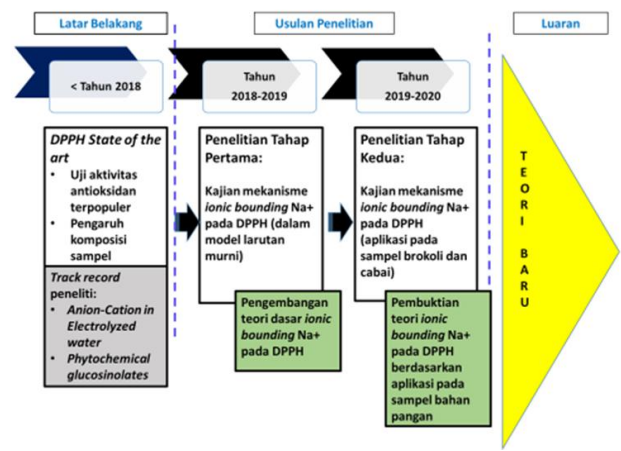 Latar Belakang
Usulan Penelitian
Luaran
< Tahun 2018
Tahun
2018-2019
Tahun
2019-2020
DPPH State of the
art
• Uji aktivitas
antioksidan
terpopuler
• Pengaruh
komposisi
sampel
Track record
peneliti:
• Anion-Cation in
Electrolyzed
water
• Phytochemical
glucosinolates
Penelitian Tahap
Pertama:
Kajian mekanisme
ionic bounding Na+
pada DPPH (dalam
model larutan
murni)
Pengembangan
teori dasar ionic
bounding Na+
pada DPPH
Penelitian Tahap
Kedua:
Kajian mekanisme
ionic bounding Na+
pada DPPH
(aplikasi pada
sampel brokoli dan
cabai)
Pembuktian
teori ionic
bounding Na+
pada DPPH
berdasarkan
aplikasi pada
sampel bahan
pangan
TEORI BARU